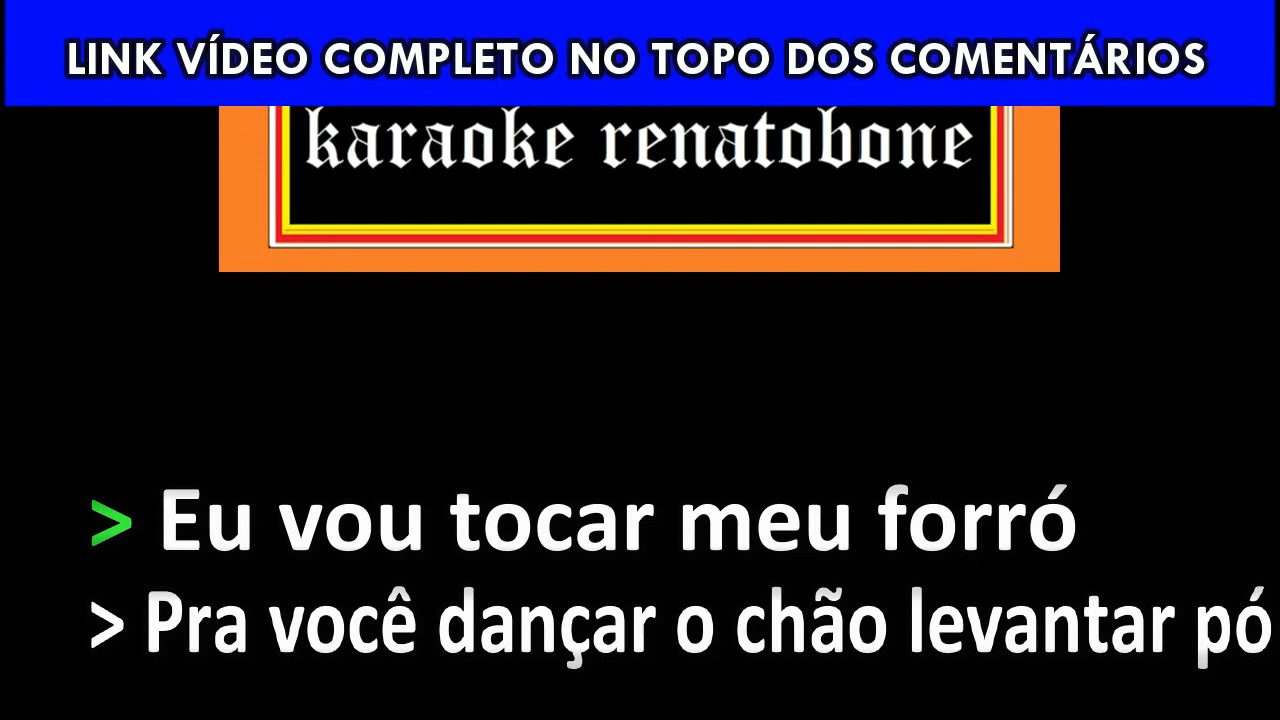 LINK VÍDEO COMPLETO NO TOPO DOS COMENTÁRIOS
karaoke renatobone
> Eu vou tocar meu forró
> Pra você dançar o chão levantar pó